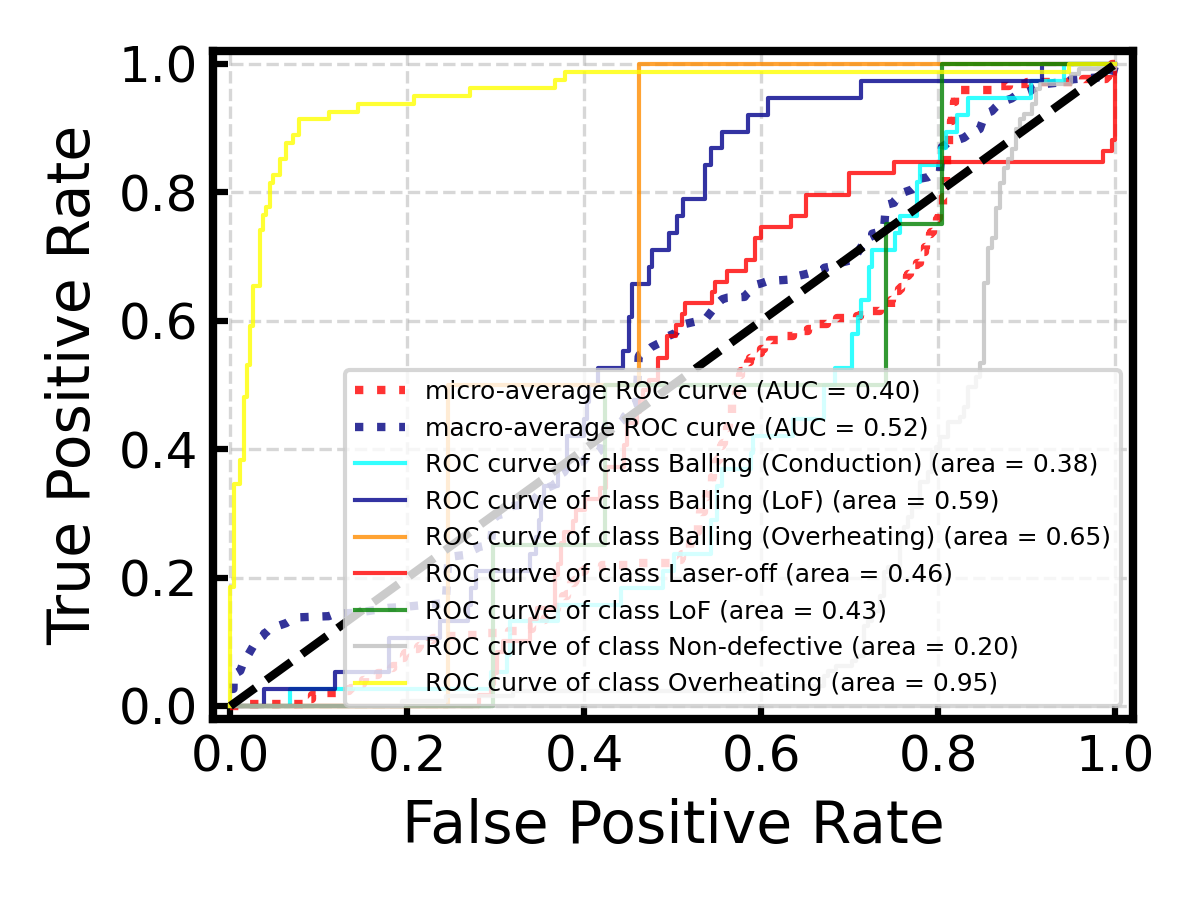 True Positive Rate
1.0
0.8
0.6
0.4
0.2
0.0
micro-average ROC curve (AUC = 0.40)
macro-average ROC curve (AUC = 0.52)
ROC curve of class Balling (Conduction) (area = 0.38)
ROC curve of class Balling (LoF) (area = 0.59)
ROC curve of class Balling (Overheating) (area = 0.65)
ROC curve of class Laser-off (area = 0.46)
ROC curve of class LoF (area = 0.43)
ROC curve of class Non-defective (area = 0.20)
ROC curve of class Overheating (area = 0.95)
0.0 0.2 0.4 0.6 0.8 1.0
False Positive Rate